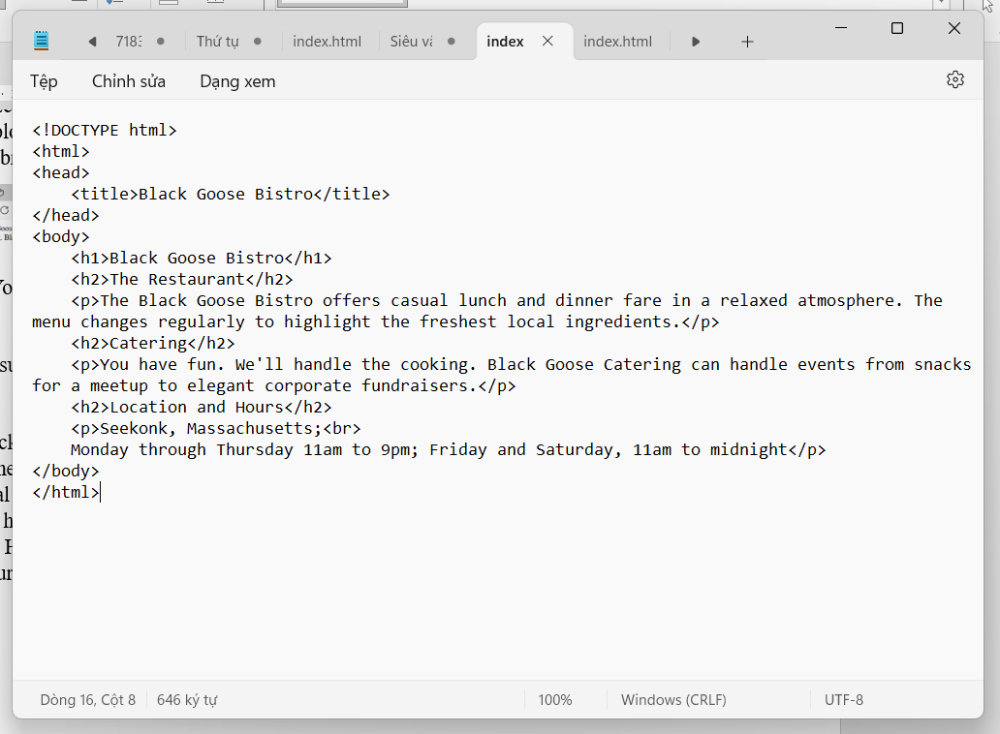 7183 Thứ tự index.html Siêu vă index index.html
Tệp Chỉnh sửa Dạng xem
<!DOCTYPE html>
<html>
<head>
    <title>Black Goose Bistro</title>
</head>
<body>
    <h1>Black Goose Bistro</h1>
    <h2>The Restaurant</h2>
    <p>The Black Goose Bistro offers casual lunch and dinner fare in a relaxed atmosphere. The
menu changes regularly to highlight the freshest local ingredients.</p>
    <h2>Catering</h2>
    <p>You have fun. We'll handle the cooking. Black Goose Catering can handle events from snacks
for a meetup to elegant corporate fundraisers.</p>
    <h2>Location and Hours</h2>
    <p>Seekonk, Massachusetts;<br>
    Monday through Thursday 11am to 9pm; Friday and Saturday, 11am to midnight</p>
</body>
</html>
Dòng 16, Cột 8 646 ký tự 100% Windows (CRLF) UTF-8